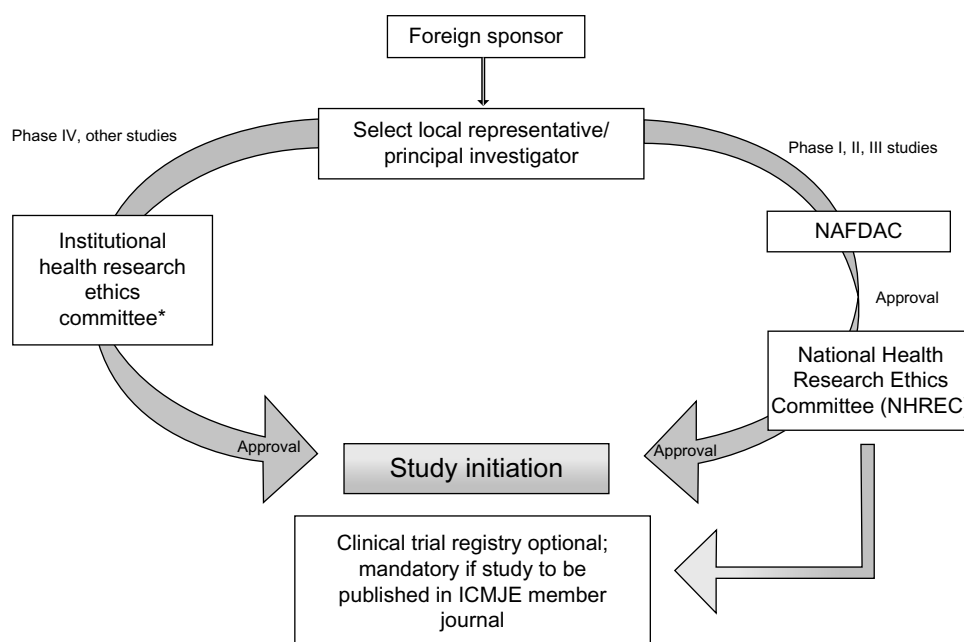 Foreign sponsor
Select local representative/
principal investigator
Phase IV, other studies
Phase I, II, III studies
Institutional
health research
ethics
committee*
NAFDAC
Approval
National Health
Research Ethics
Committee (NHREC)
Approval
Approval
Study initiation
Clinical trial registry optional;
mandatory if study to be
published in ICMJE member
journal